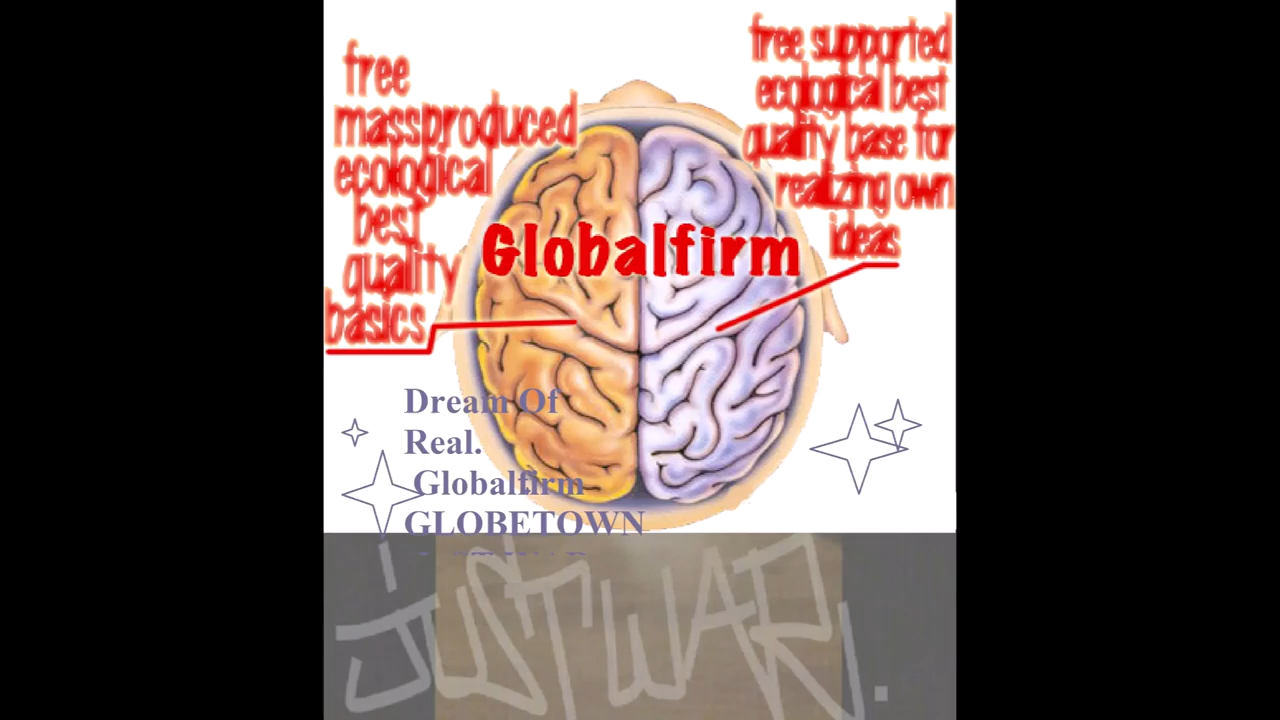 free
massproduced
ecological
best
quality
basics
free supported
ecological best
quality base for
realizing own
ideas
Globalfirm
Dream Of
Real.
Globalfirm
GLOBETOWN
JUST WAR.